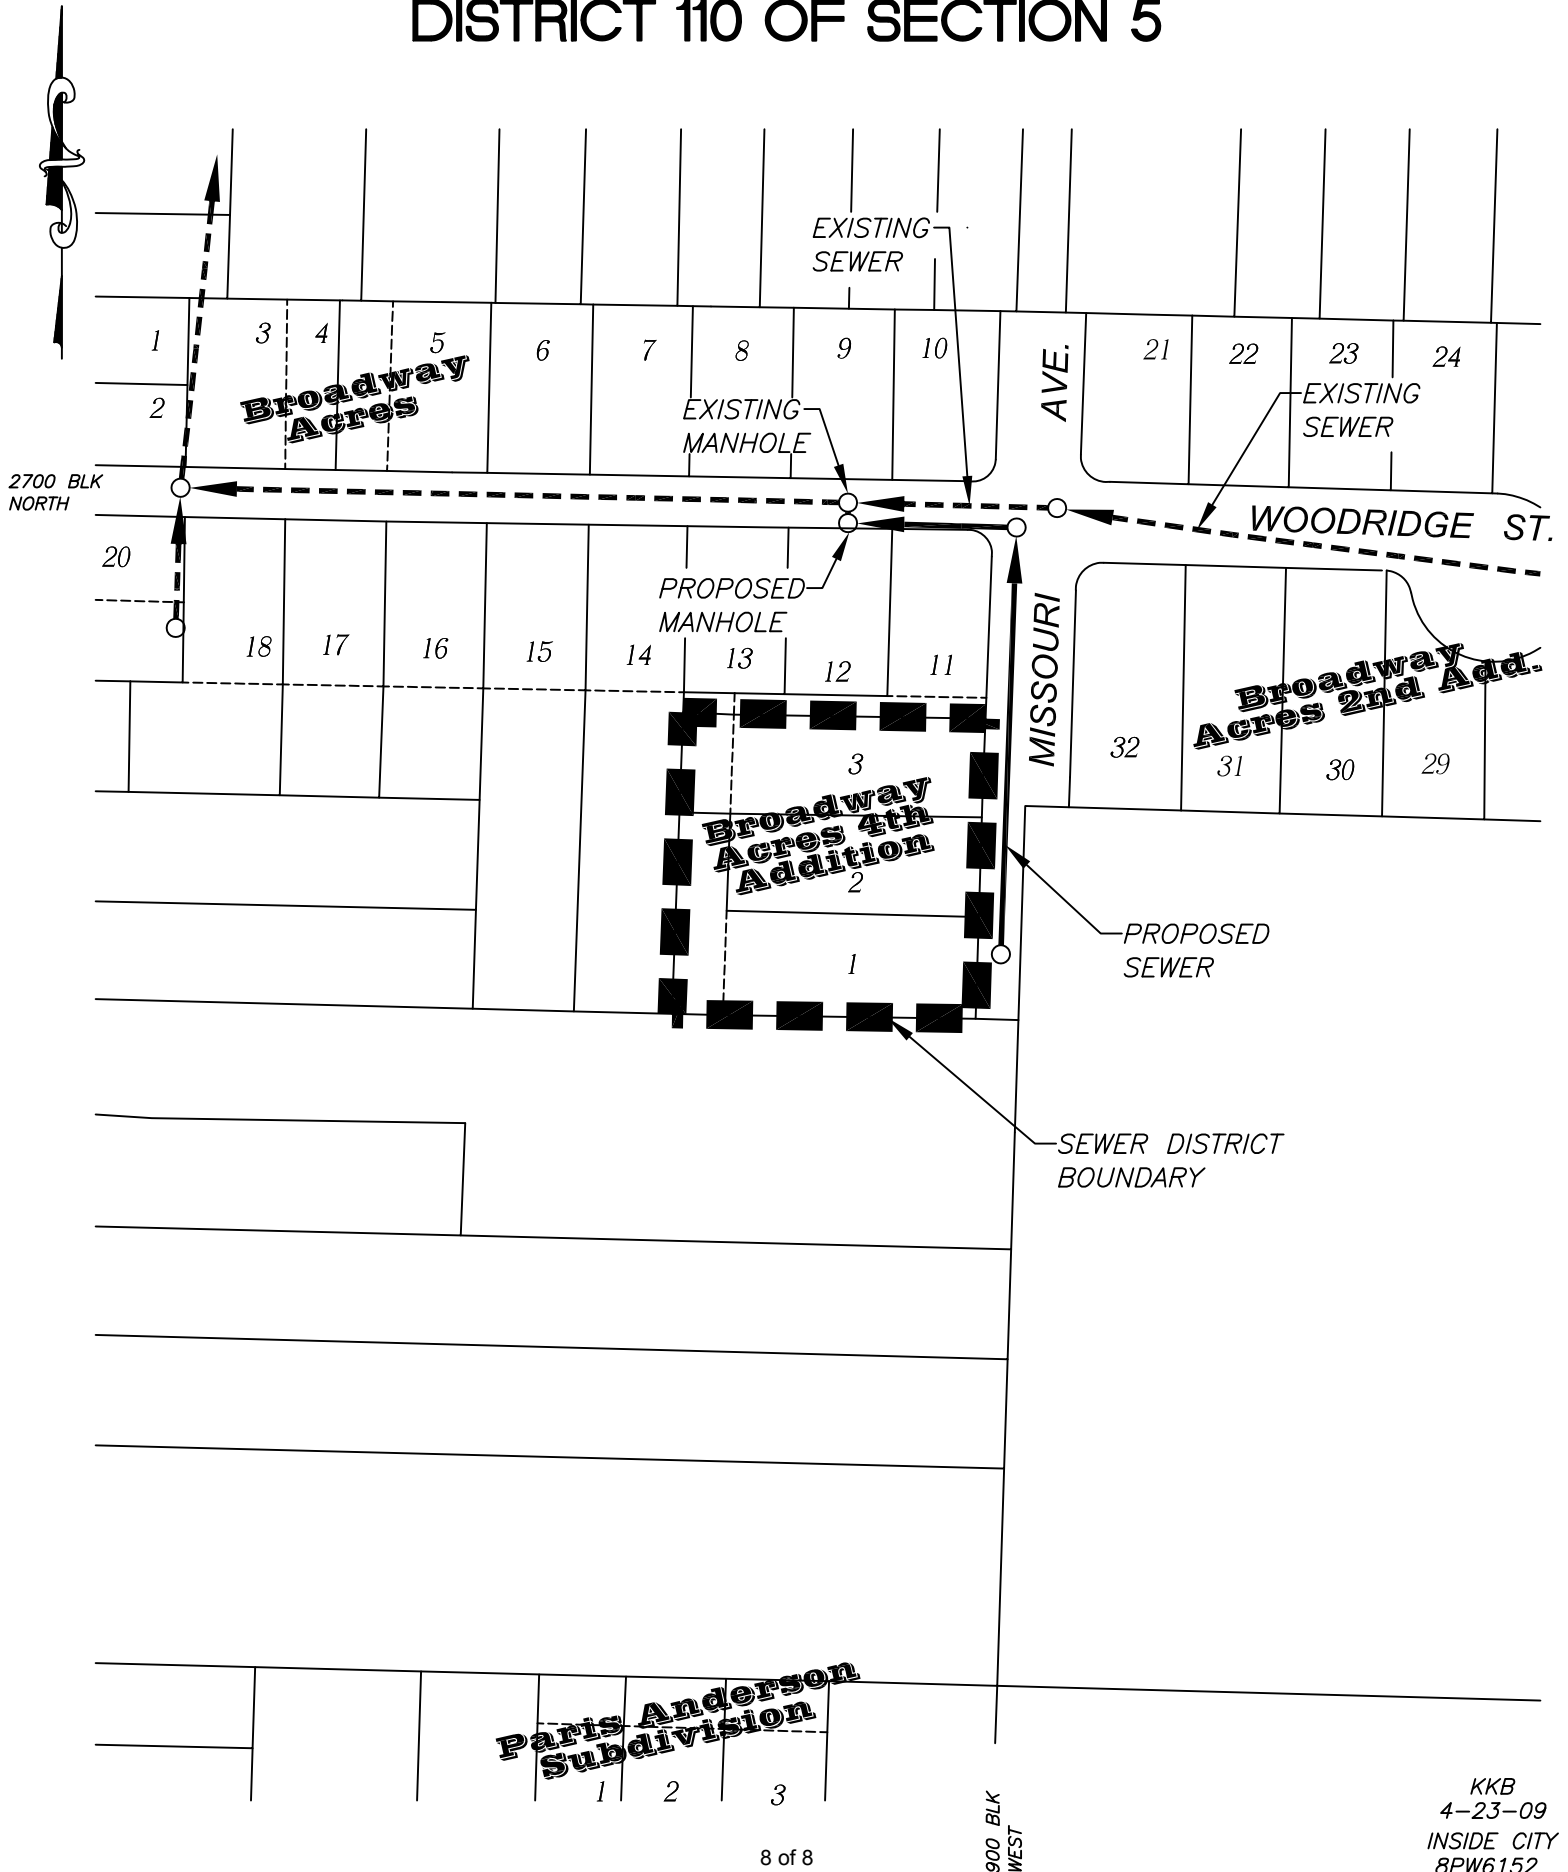 DISTRICT 110 OF SECTION 5
EXISTING
SEWER
1
3
4
5
6
7
8
9
10
21
22
23
24
2
Broadway
Acres
AVE.
EXISTING
MANHOLE
EXISTING
SEWER
2700 BLK
NORTH
WOODRIDGE ST.
20
PROPOSED
MANHOLE
18
17
16
15
14
13
12
11
MISSOURI
Broadway
Acres 2nd Add.
32
31
30
29
3
Broadway
Acres 4th
Addition
2
1
PROPOSED
SEWER
SEWER DISTRICT
BOUNDARY
Paris Anderson
Subdivision
1
2
3
900 BLK
WEST
KKB
4-23-09
INSIDE CITY
8PW6152
8 of 8